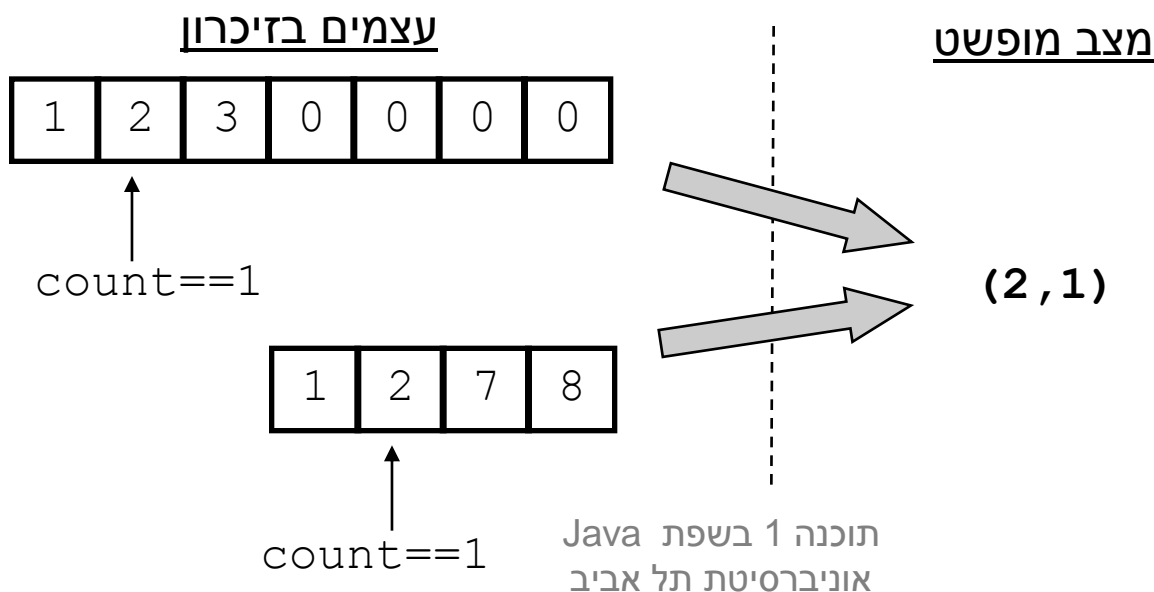 עצמים בזיכרון
מצב מופשט
1 2 3 0 0 0 0
count==1
(2,1)
1 2 7 8
count==1
תוכנה 1 בשפת Java
אוניברסיטת תל אביב